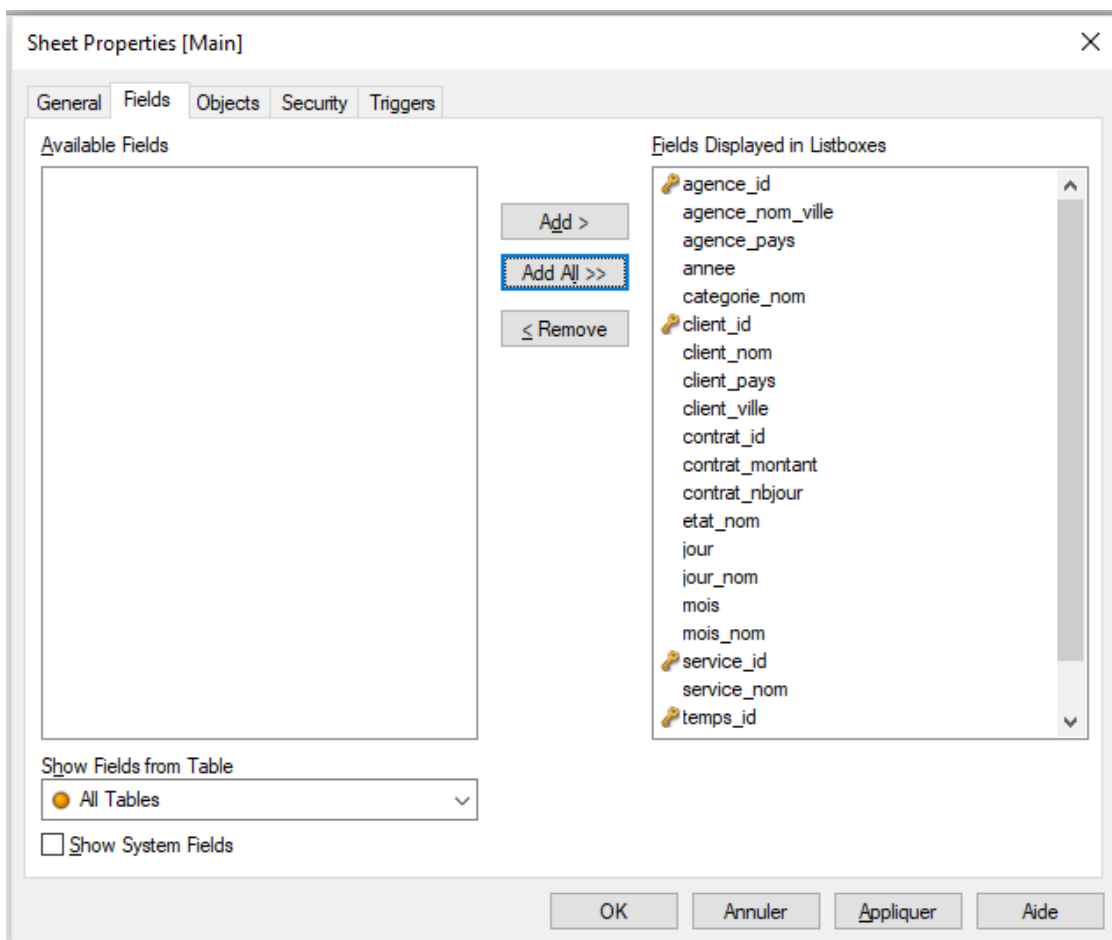 Sheet Properties [Main]
General Fields Objects Security Triggers
Available Fields
Add >
Add All >>
< Remove
Fields Displayed in Listboxes
agence_id
agence_nom_ville
agence_pays
annee
categorie_nom
client_id
client_nom
client_pays
client_ville
contrat_id
contrat_montant
contrat_nbjour
etat_nom
jour
jour_nom
mois
mois_nom
service_id
service_nom
temps_id
Show Fields from Table
All Tables
Show System Fields
OK Annuler Appliquer Aide